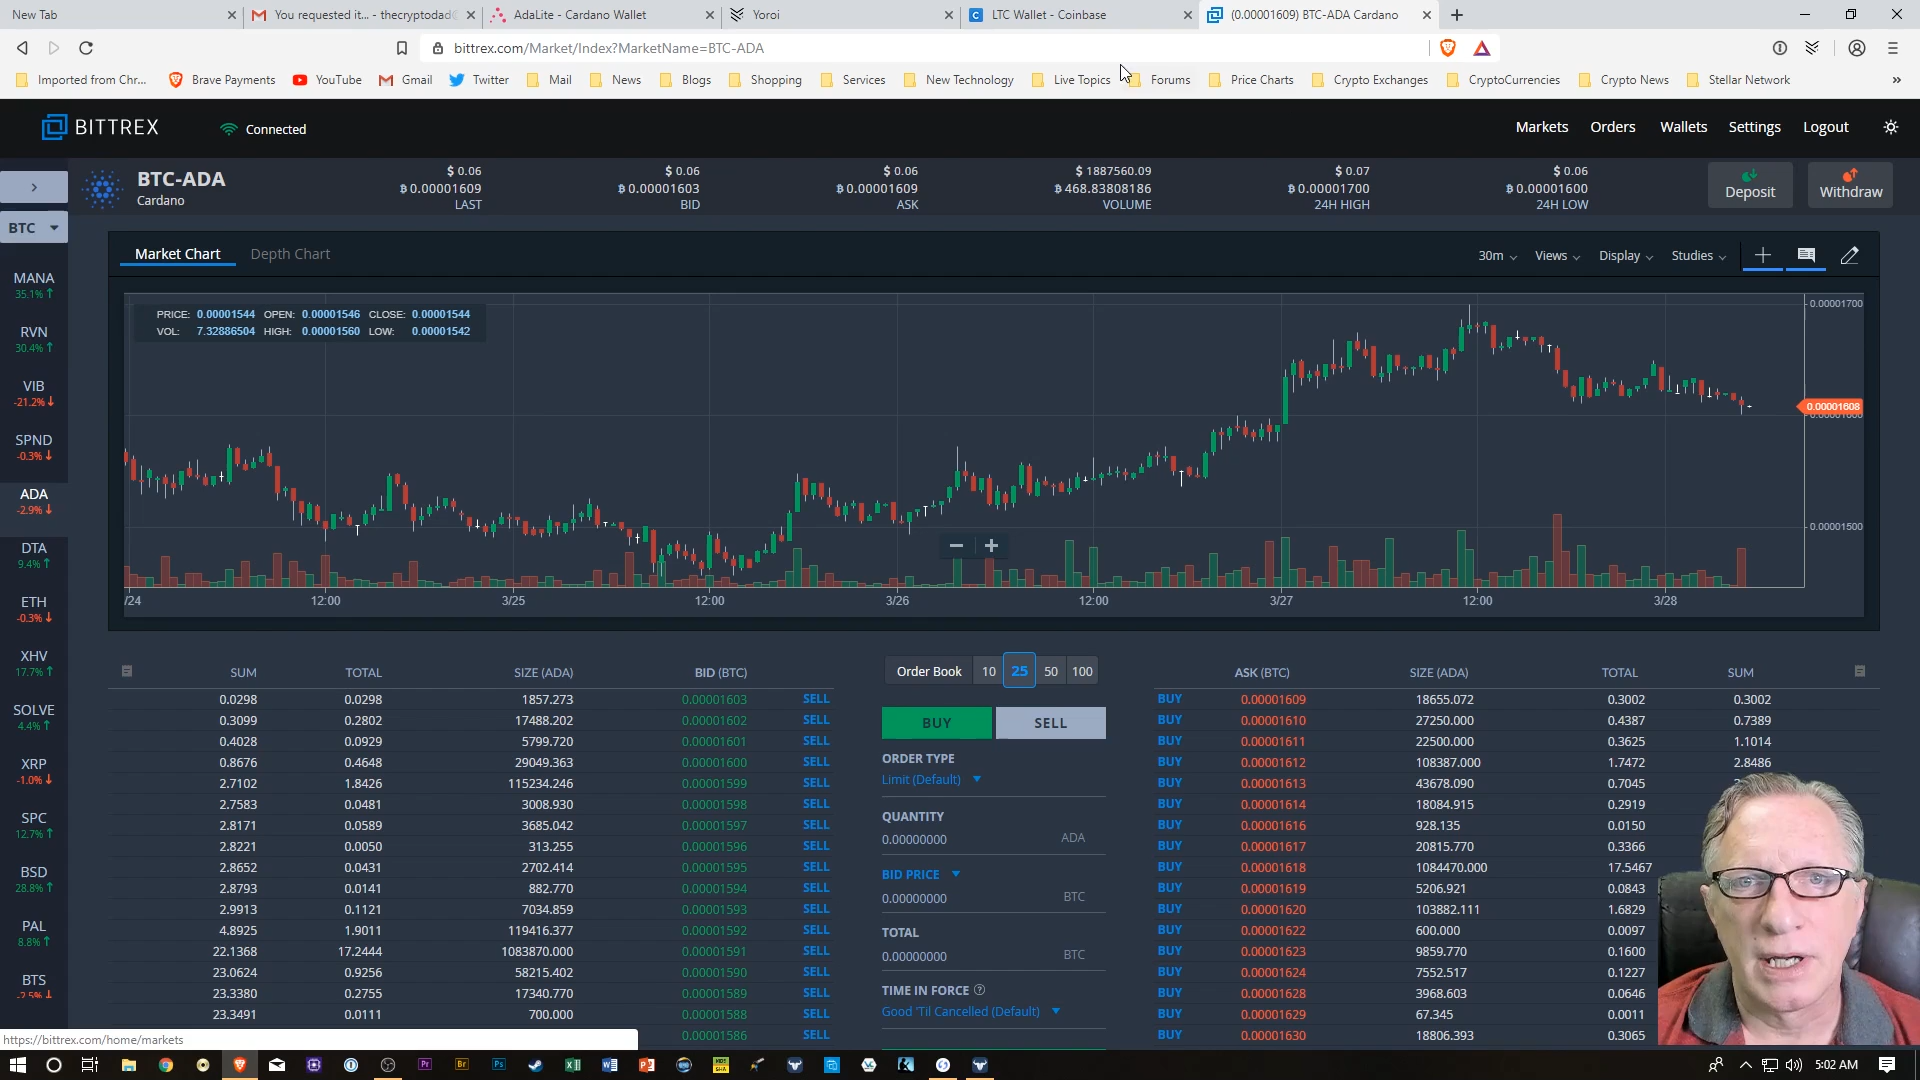 New Tab
You requested it... - thecryptodad@
AdaLite - Cardano Wallet
Yoroi
LTC Wallet - Coinbase
(0.00001609) BTC-ADA Cardano
bittrex.com/Market/Index?MarketName=BTC-ADA
Imported from Chr...
Brave Payments
YouTube
Gmail
Twitter
Mail
News
Blogs
Shopping
Services
New Technology
Live Topics
Forums
Price Charts
Crypto Exchanges
CryptoCurrencies
Crypto News
Stellar Network
»
BITTREX
Connected
Markets
Orders
Wallets
Settings
Logout
BTC-ADA
Cardano
$ 0.06
฿ 0.00001609
LAST
$ 0.06
฿ 0.00001603
BID
$ 0.06
฿ 0.00001609
ASK
$ 1887560.09
฿ 468.83808186
VOLUME
$ 0.07
฿ 0.00001700
24H HIGH
$ 0.06
฿ 0.00001600
24H LOW
Deposit
Withdraw
BTC
MANA
35.1%
RVN
30.4%
VIB
-21.2%
SPND
-0.3%
ADA
-2.9%
DTA
9.4%
ETH
-0.3%
XHV
17.7%
SOLVE
4.4%
XRP
-1.0%
SPC
12.7%
BSD
28.8%
PAL
8.8%
BTS
-2.5%
Market Chart
Depth Chart
30m
Views
Display
Studies
PRICE: 0.00001544 OPEN: 0.00001546 CLOSE: 0.00001544
VOL: 7.32886504 HIGH: 0.00001560 LOW: 0.00001542
0.00001700
0.00001608
0.00001500
/24
12:00
3/25
12:00
3/26
12:00
3/27
12:00
3/28
SUM TOTAL SIZE (ADA) BID (BTC)
0.0298 0.0298 1857.273 0.00001603 SELL
0.3099 0.2802 17488.202 0.00001602 SELL
0.4028 0.0929 5799.720 0.00001601 SELL
0.8676 0.4648 29049.363 0.00001600 SELL
2.7102 1.8426 115234.246 0.00001599 SELL
2.7583 0.0481 3008.930 0.00001598 SELL
2.8171 0.0589 3685.042 0.00001597 SELL
2.8221 0.0050 313.255 0.00001596 SELL
2.8652 0.0431 2702.414 0.00001595 SELL
2.8793 0.0141 882.770 0.00001594 SELL
2.9913 0.1121 7034.859 0.00001593 SELL
4.8925 1.9011 119416.377 0.00001592 SELL
22.1368 17.2444 1083870.000 0.00001591 SELL
23.0624 0.9256 58215.402 0.00001590 SELL
23.3380 0.2755 17340.770 0.00001589 SELL
23.3491 0.0111 700.000 0.00001588 SELL
0.00001586 SELL
Order Book 10 25 50 100
BUY
SELL
ORDER TYPE
Limit (Default)
QUANTITY
0.00000000 ADA
BID PRICE
0.00000000 BTC
TOTAL
0.00000000 BTC
TIME IN FORCE
Good 'Til Cancelled (Default)
ASK (BTC) SIZE (ADA) TOTAL SUM
BUY 0.00001609 18655.072 0.3002 0.3002
BUY 0.00001610 27250.000 0.4387 0.7389
BUY 0.00001611 22500.000 0.3625 1.1014
BUY 0.00001612 108387.000 1.7472 2.8486
BUY 0.00001613 43678.090 0.7045
BUY 0.00001614 18084.915 0.2919
BUY 0.00001616 928.135 0.0150
BUY 0.00001617 20815.770 0.3366
BUY 0.00001618 1084470.000 17.5467
BUY 0.00001619 5206.921 0.0843
BUY 0.00001620 103882.111 1.6829
BUY 0.00001622 600.000 0.0097
BUY 0.00001623 9859.770 0.1600
BUY 0.00001624 7552.517 0.1227
BUY 0.00001628 3968.603 0.0646
BUY 0.00001629 67.345 0.0011
BUY 0.00001630 18806.393 0.3065
https://bittrex.com/home/markets
5:02 AM